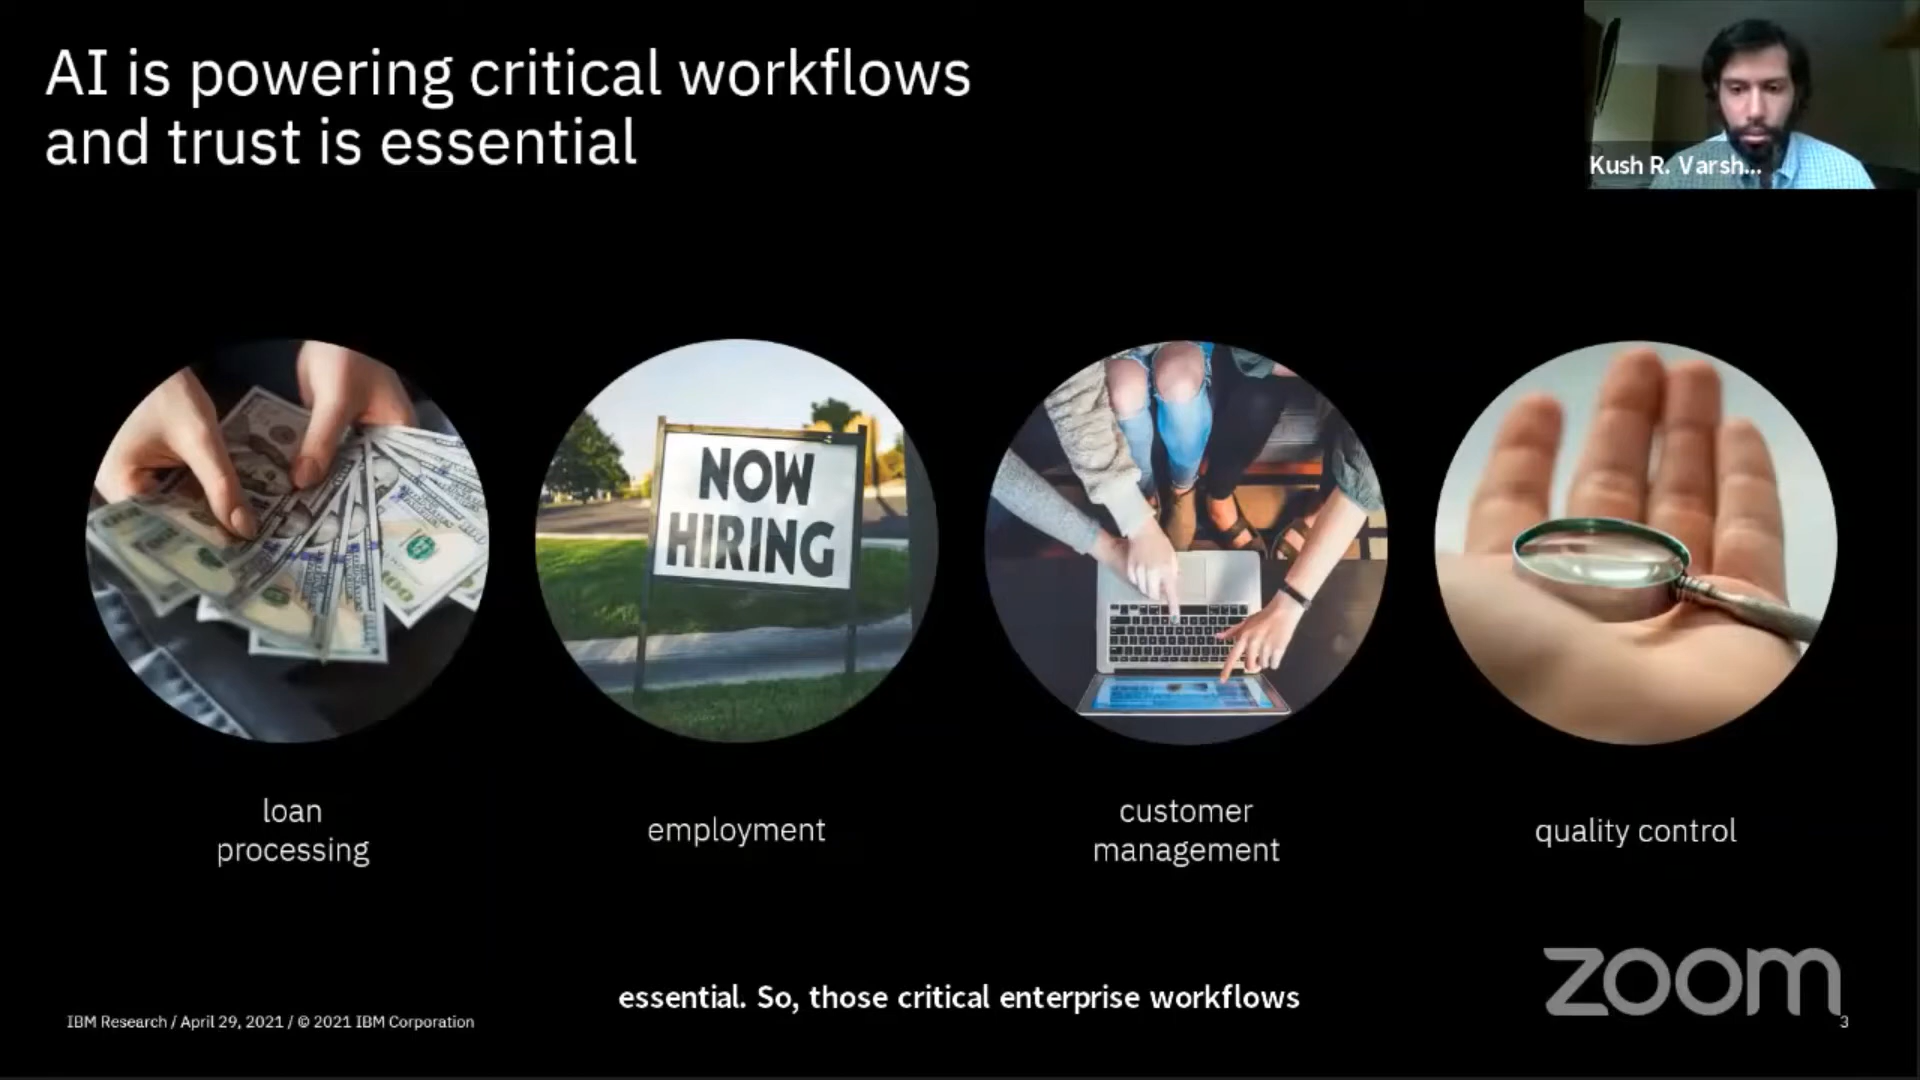 AI is powering critical workflows
and trust is essential
Kush R. Varsh...
NOW
HIRING
loan
processing
employment
customer
management
quality control
essential. So, those critical enterprise workflows
IBM Research / April 29, 2021 / © 2021 IBM Corporation
zoom
3